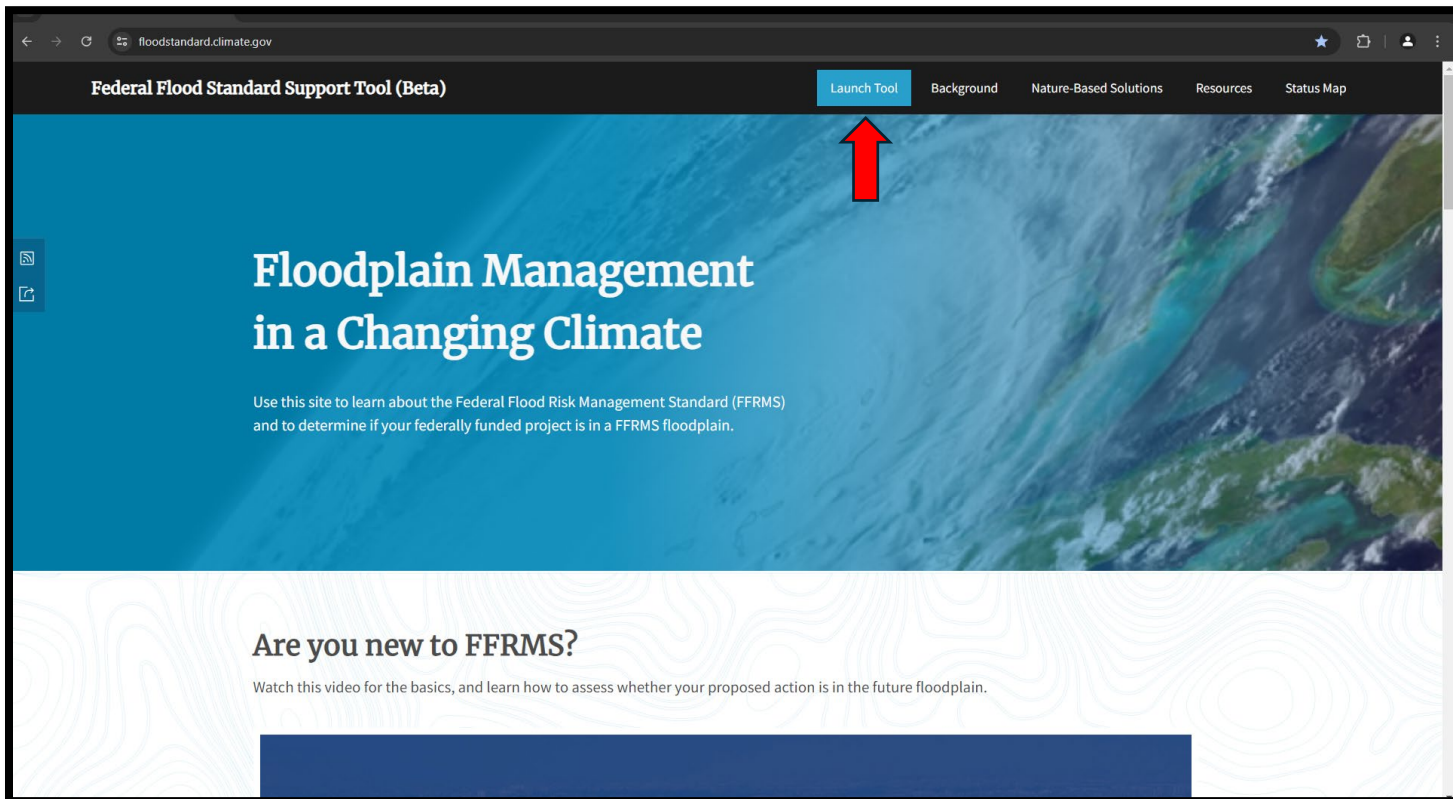 floodstandard.climate.gov
Federal Flood Standard Support Tool (Beta)
Launch Tool
Background
Nature-Based Solutions
Resources
Status Map
Floodplain Management
in a Changing Climate
Use this site to learn about the Federal Flood Risk Management Standard (FFRMS)
and to determine if your federally funded project is in a FFRMS floodplain.
Are you new to FFRMS?
Watch this video for the basics, and learn how to assess whether your proposed action is in the future floodplain.